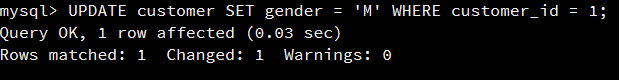 mysql> UPDATE customer SET gender = 'M' WHERE customer_id = 1;
Query OK, 1 row affected (0.03 sec)
Rows matched: 1  Changed: 1  Warnings: 0